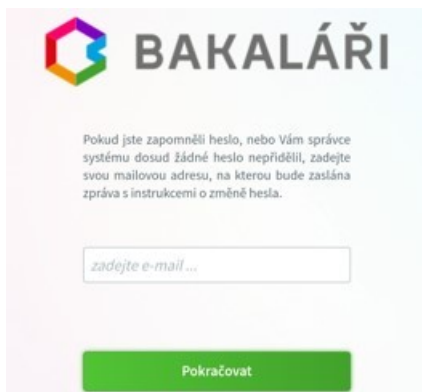 BAKALÁŘI
Pokud jste zapomněli heslo, nebo Vám správce
systému dosud žádné heslo nepřidělil, zadejte
svou mailovou adresu, na kterou bude zaslána
zpráva s instrukcemi o změně hesla.
zadejte e-mail ...
Pokračovat